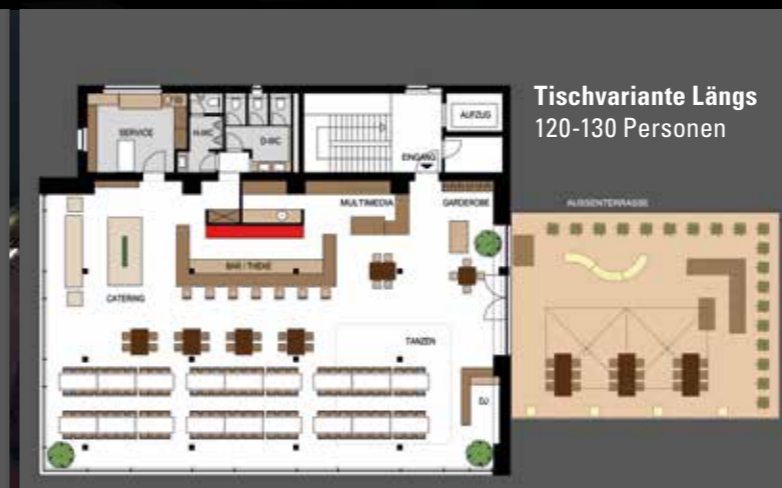 Tischvariante Längs
120-130 Personen
SERVICE
H-WC
D-WC
AUFZUG
EINGANG
MULTIMEDIA
GARDEROBE
AUSSENTERRASSE
BAR / THEKE
CATERING
TANZEN
DJ